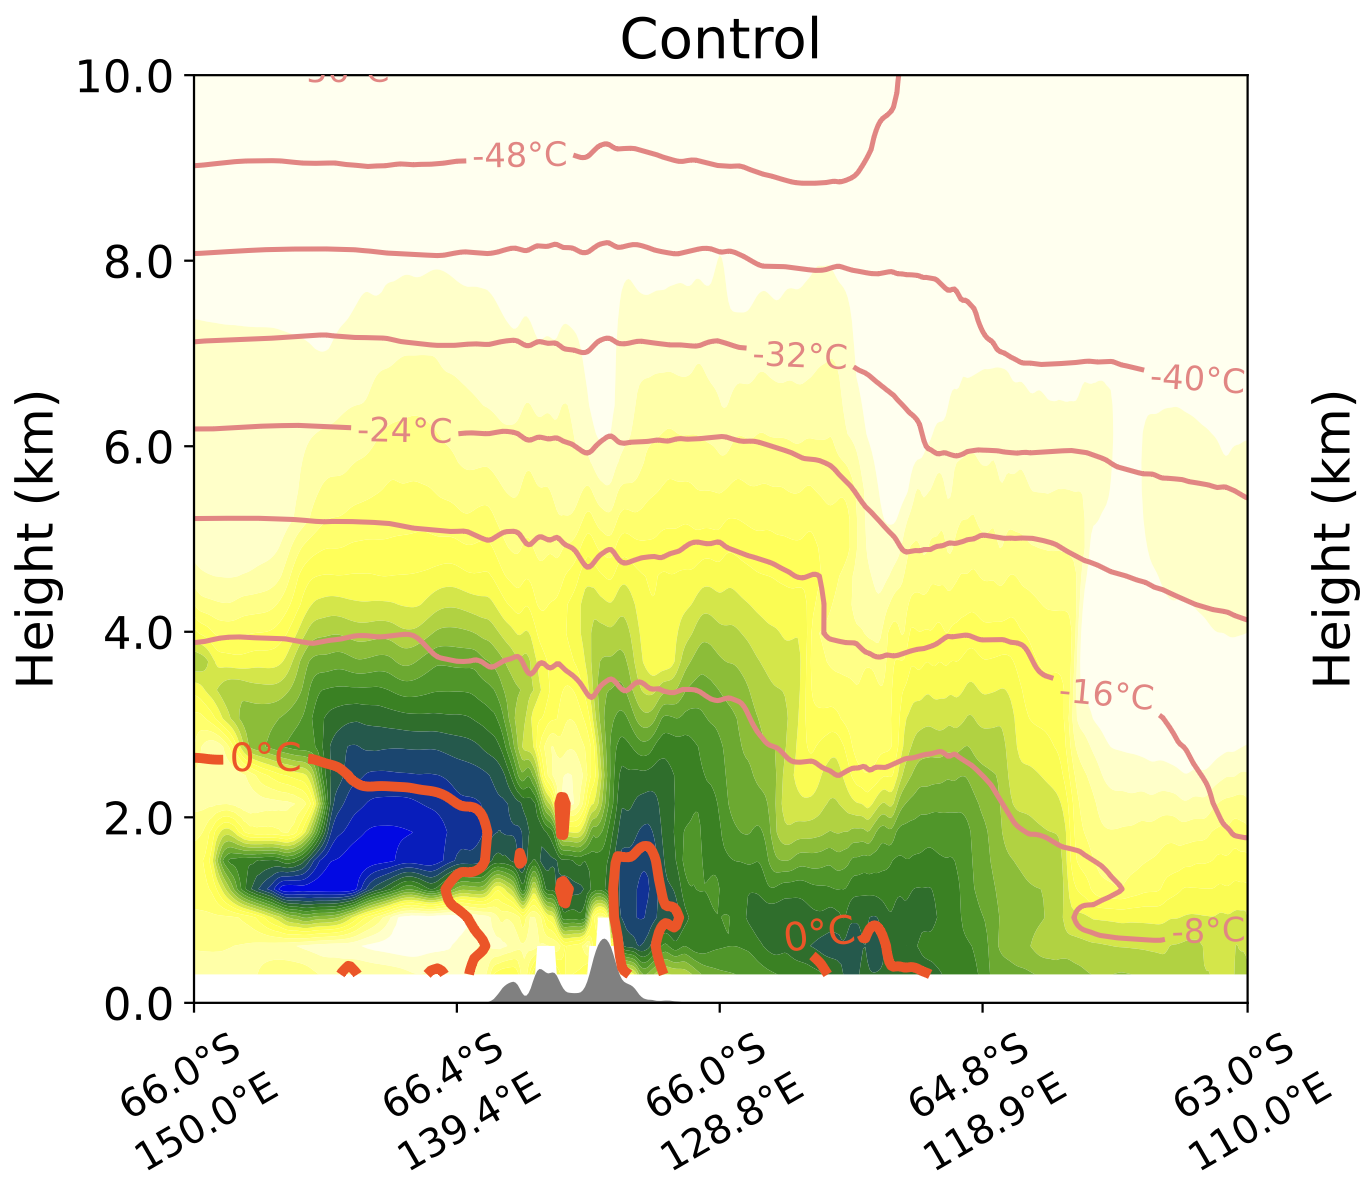 Control
10.0
8.0
6.0
4.0
2.0
0.0
Height (km)
Height (km)
-48°C
-40°C
-32°C
-24°C
-16°C
-8°C
0°C
0°C
66.0°S
150.0°E
66.4°S
139.4°E
66.0°S
128.8°E
64.8°S
118.9°E
63.0°S
110.0°E